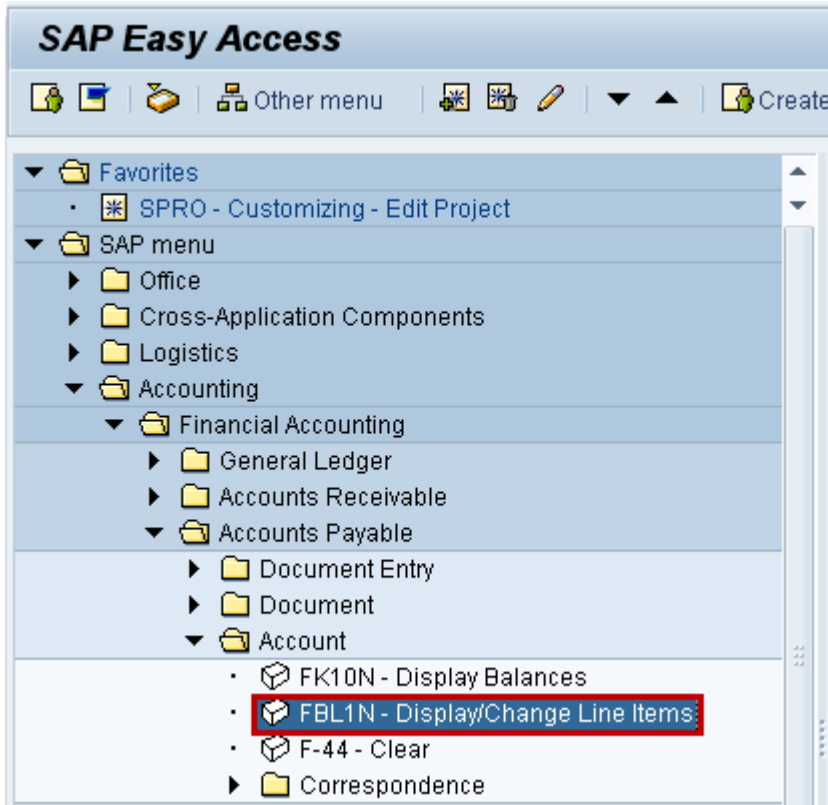 SAP Easy Access
Other menu Create
Favorites
SPRO - Customizing - Edit Project
SAP menu
Office
Cross-Application Components
Logistics
Accounting
Financial Accounting
General Ledger
Accounts Receivable
Accounts Payable
Document Entry
Document
Account
FK10N - Display Balances
FBL1N - Display/Change Line Items
F-44 - Clear
Correspondence